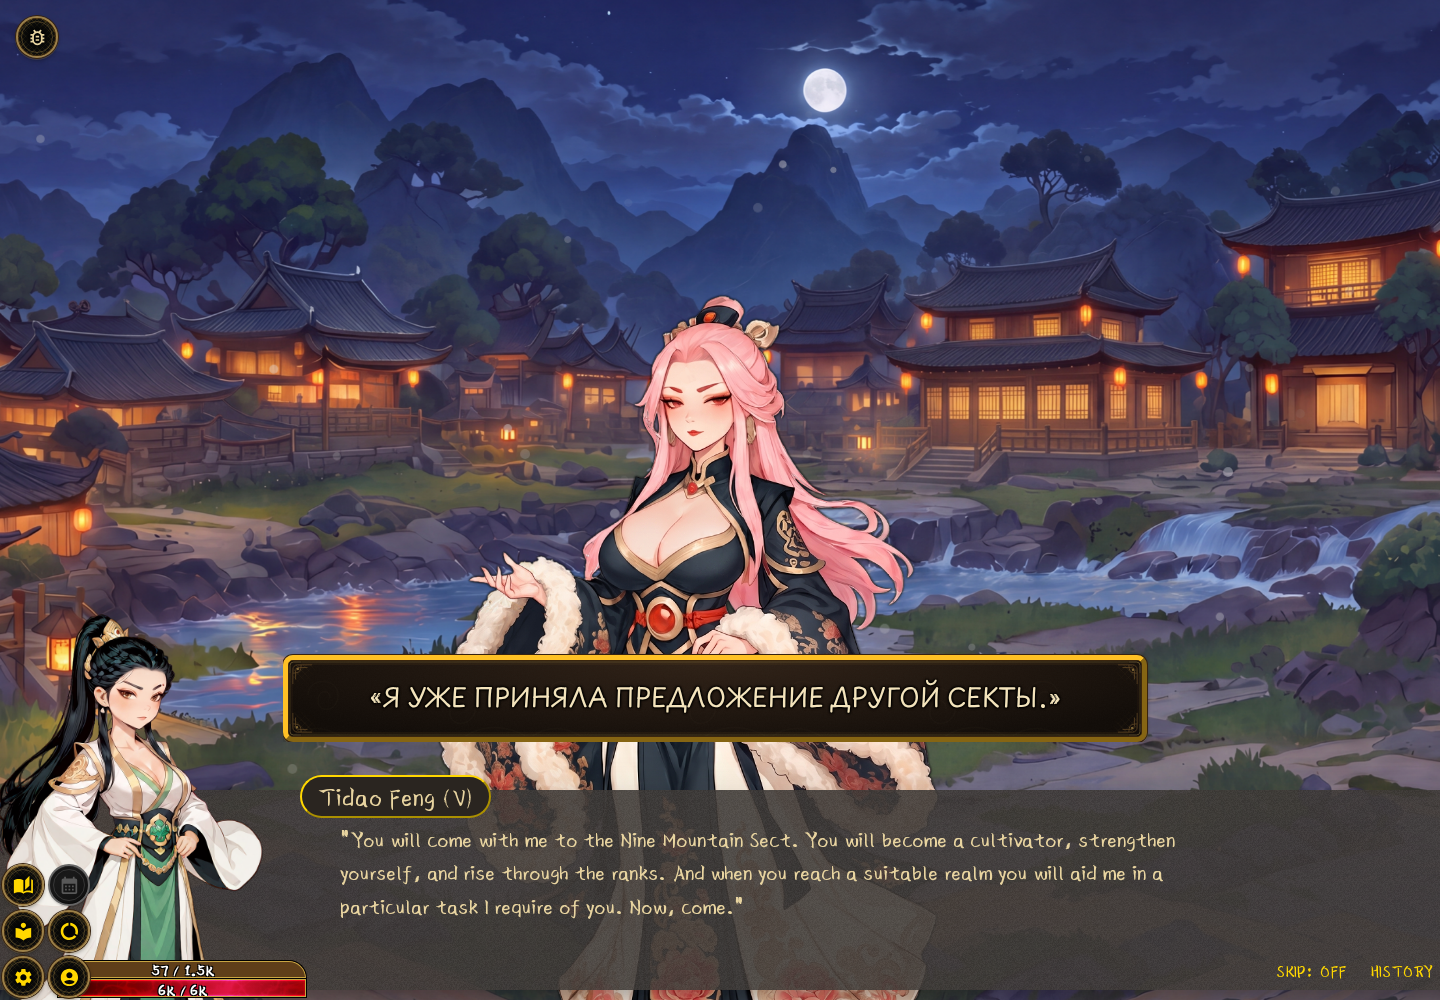 «Я УЖЕ ПРИНЯЛА ПРЕДЛОЖЕНИЕ ДРУГОЙ СЕКТЫ.»
Tidao Feng (V)
"You will come with me to the Nine Mountain Sect. You will become a cultivator, strengthen
yourself, and rise through the ranks. And when you reach a suitable realm you will aid me in a
particular task I require of you. Now, come."
57 / 1.5K
6K / 6K
SKIP: OFF HISTORY